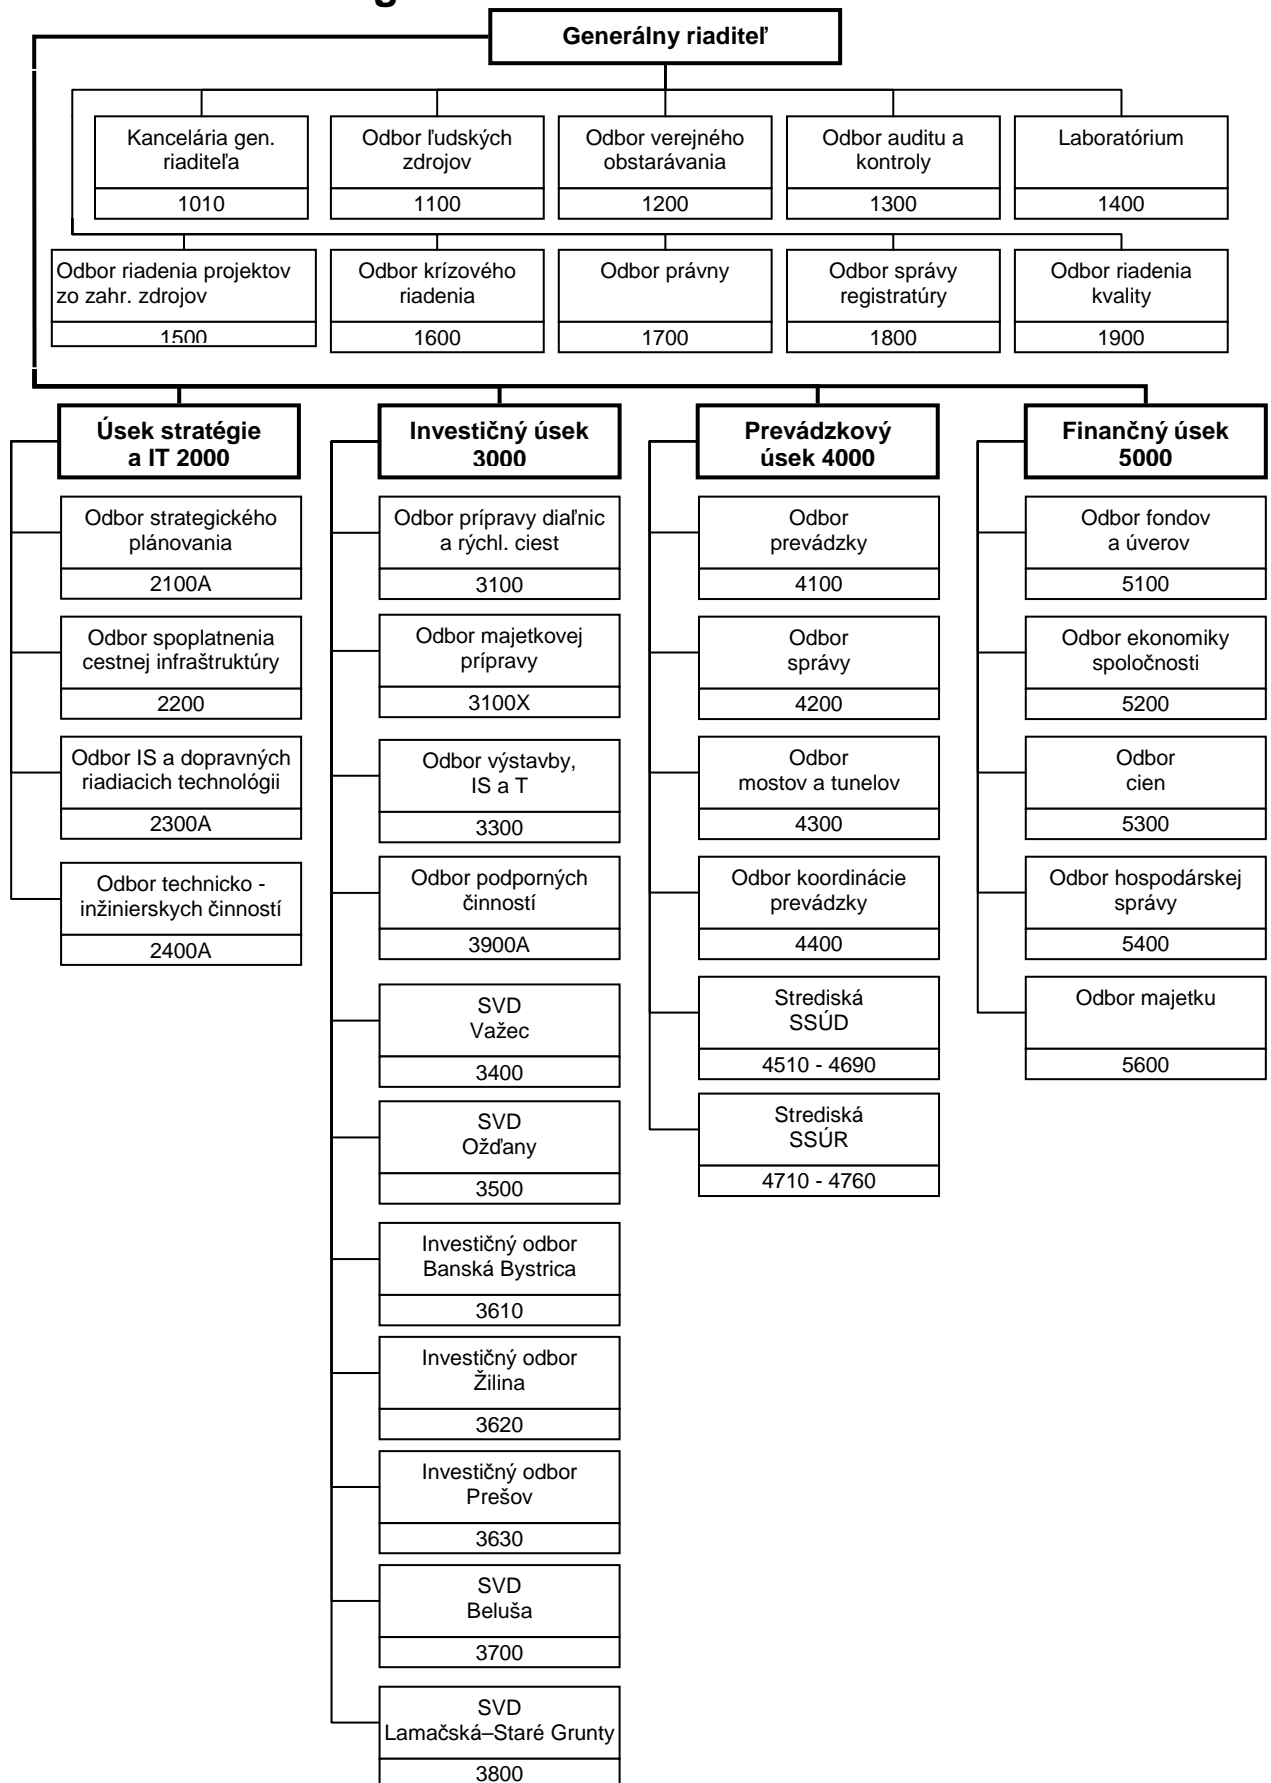 Generálny riaditeľ
Kancelária gen.
riaditeľa
1010
Odbor ľudských
zdrojov
1100
Odbor verejného
obstarávania
1200
Odbor auditu a
kontroly
1300
Laboratórium
1400
Odbor riadenia projektov
zo zahr. zdrojov
1500
Odbor krízového
riadenia
1600
Odbor právny
1700
Odbor správy
registratúry
1800
Odbor riadenia
kvality
1900
Úsek stratégie
a IT 2000
Odbor strategického
plánovania
2100A
Odbor spoplatnenia
cestnej infraštruktúry
2200
Odbor IS a dopravných
riadiacich technológii
2300A
Odbor technicko -
inžinierskych činností
2400A
Investičný úsek
3000
Odbor prípravy diaľnic
a rýchl. ciest
3100
Odbor majetkovej
prípravy
3100X
Odbor výstavby,
IS a T
3300
Odbor podporných
činností
3900A
SVD
Važec
3400
SVD
Ožďany
3500
Investičný odbor
Banská Bystrica
3610
Investičný odbor
Žilina
3620
Investičný odbor
Prešov
3630
SVD
Beluša
3700
SVD
Lamačská–Staré Grunty
3800
Prevádzkový
úsek 4000
Odbor
prevádzky
4100
Odbor
správy
4200
Odbor
mostov a tunelov
4300
Odbor koordinácie
prevádzky
4400
Strediská
SSÚD
4510 - 4690
Strediská
SSÚR
4710 - 4760
Finančný úsek
5000
Odbor fondov
a úverov
5100
Odbor ekonomiky
spoločnosti
5200
Odbor
cien
5300
Odbor hospodárskej
správy
5400
Odbor majetku
5600